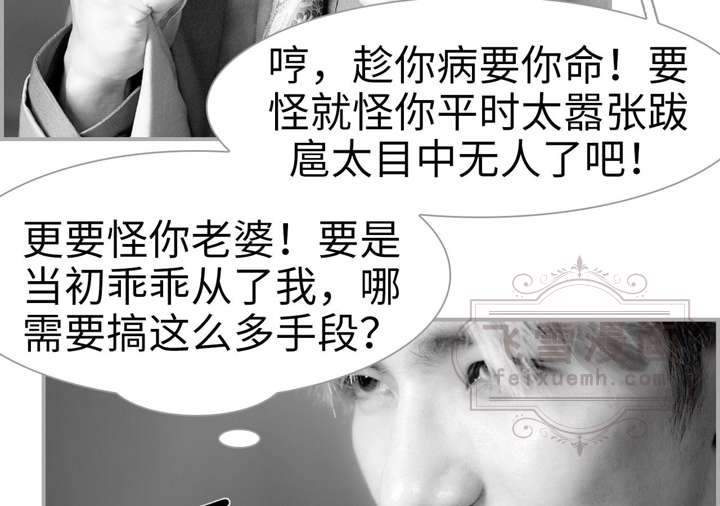 哼，趁你病要你命！要
怪就怪你平时太嚣张跋
扈太目中无人了吧！
更要怪你老婆！要是
当初乖乖从了我，哪
需要搞这么多手段？
飞雪漫画
feixuemh.com